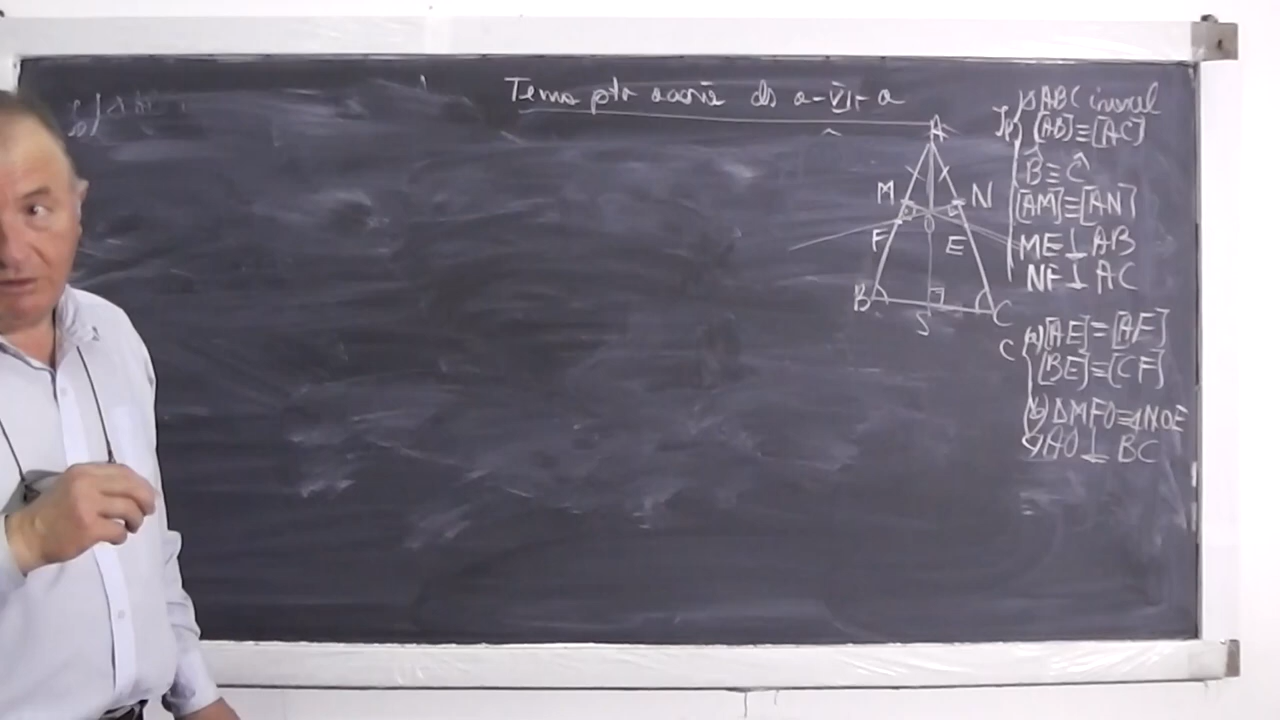 Tema ptr acasă ds a-VI-a
ΔABC isoscel
Ip [AB]≡[AC]
B̂≡Ĉ
[AM]≡[AN]
ME⊥AB
NF⊥AC
C a) [AE]≡[AF]
[BE]≡[CF]
b) ΔMFO≡ΔNOE
c) AO⊥BC
A
M N
O
F E
B C
S